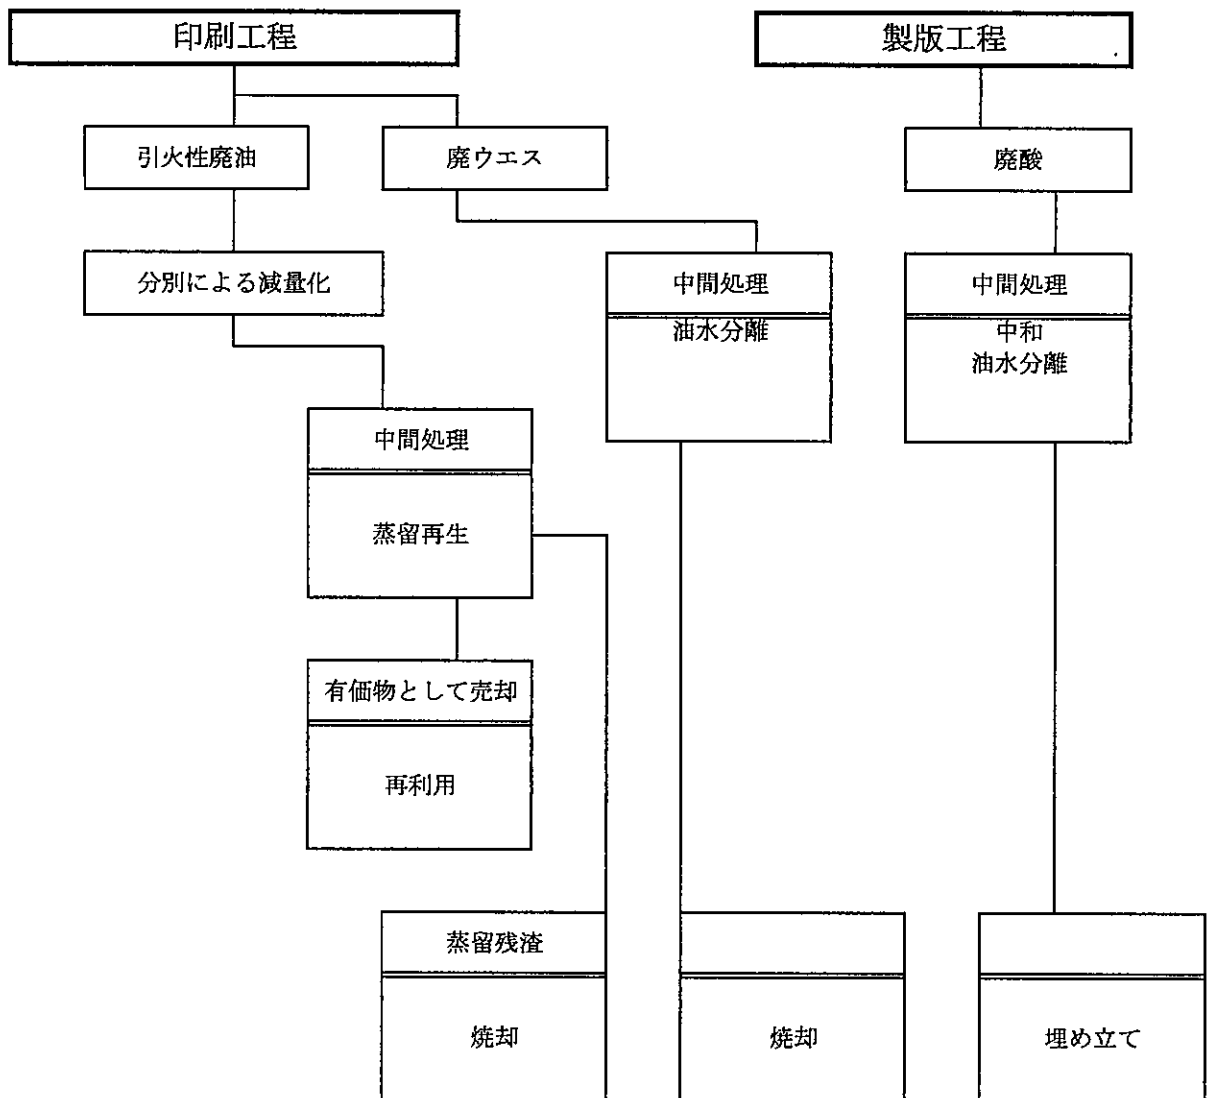 印刷工程
製版工程
引火性廃油
廃ウエス
廃酸
分別による減量化
中間処理
油水分離
中間処理
中和
油水分離
中間処理
蒸留再生
有価物として売却
再利用
蒸留残渣
焼却
焼却
埋め立て